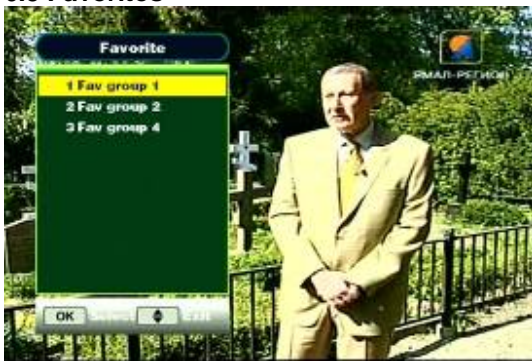 Favorite
ЯМАЛ-РЕГИОН
1 Fav group 1
2 Fav group 2
3 Fav group 4
OK